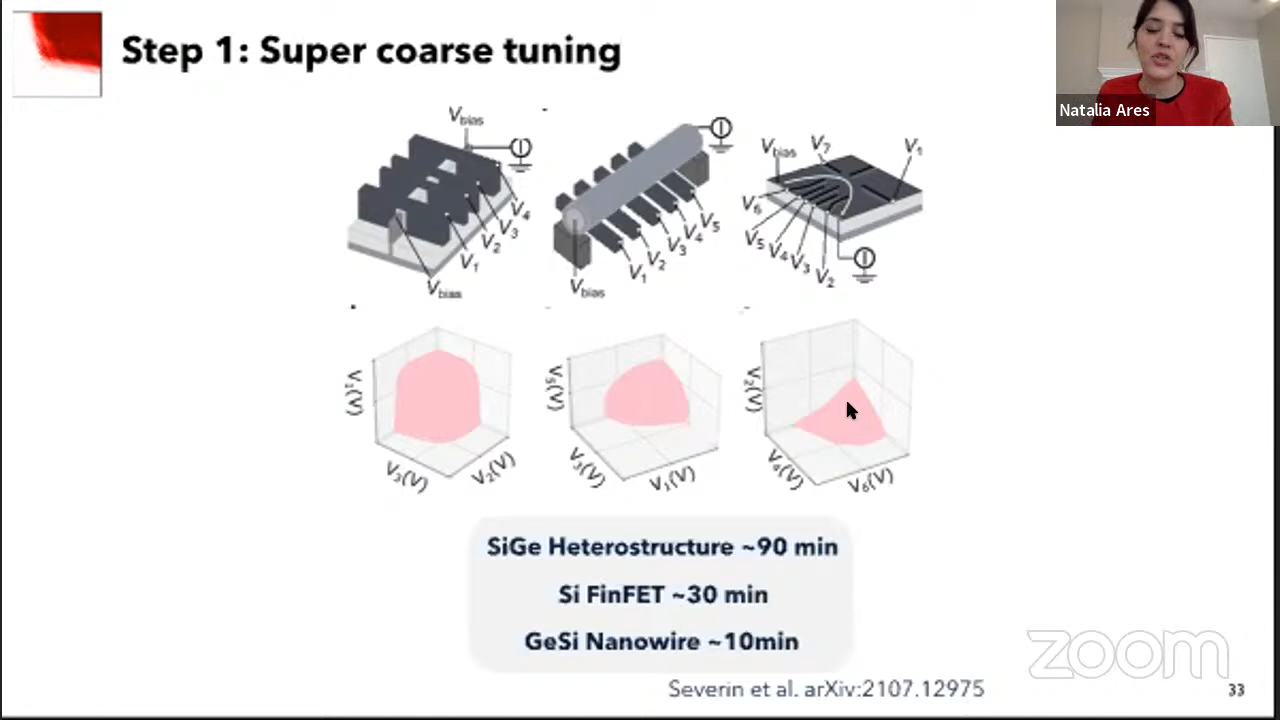 Step 1: Super coarse tuning
Natalia Ares
Vbias
I
V4
V3
V2
V1
Vbias
I
V5
V4
V3
V2
V1
Vbias
Vbias
V7
V1
V6
V5
V4
V3
V2
I
V1(V)
V3(V)
V2(V)
V5(V)
V3(V)
V1(V)
V2(V)
V4(V)
V6(V)
SiGe Heterostructure ~90 min
Si FinFET ~30 min
GeSi Nanowire ~10min
zoom
Severin et al. arXiv:2107.12975
33